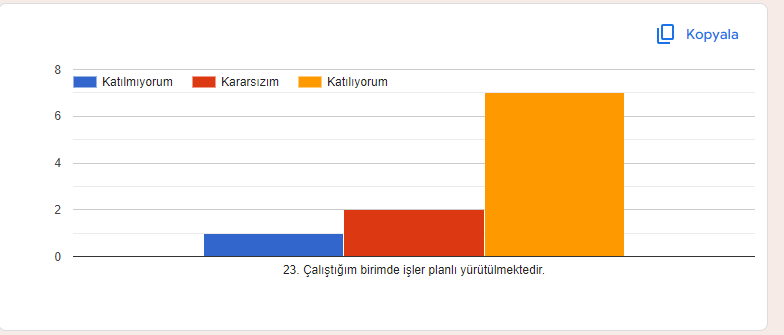 Kopyala
8
Katılmıyorum Kararsızım Katılıyorum
6
4
2
0
23. Çalıştığım birimde işler planlı yürütülmektedir.